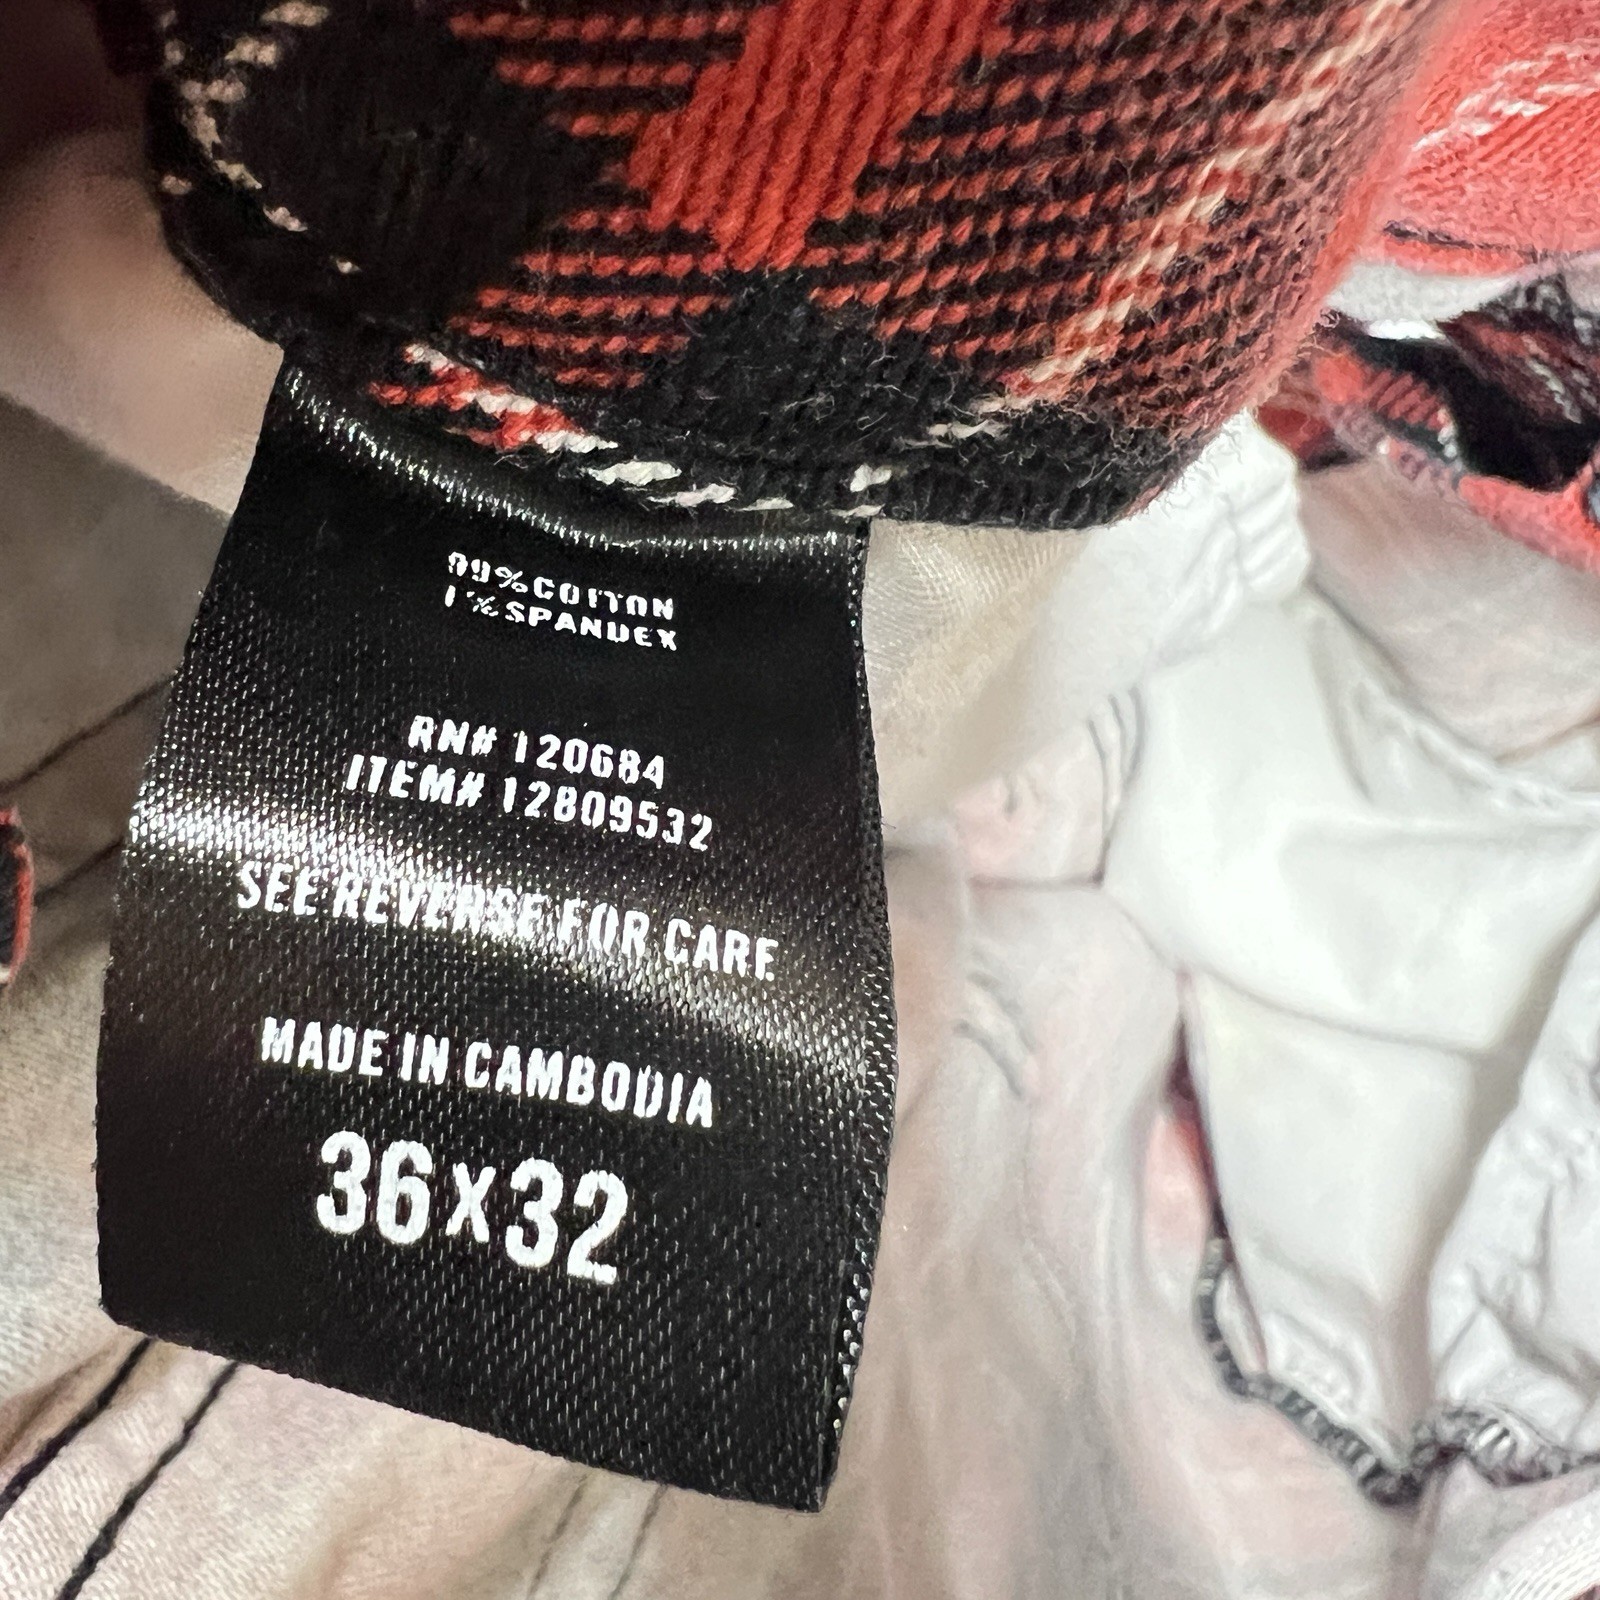 99% COTTON
1% SPANDEX
RN# 120684
ITEM# 12809532
SEE REVERSE FOR CARE
MADE IN CAMBODIA
36X32